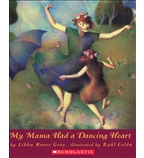 My Mama Had a Dancing Heart
by Libba Moore Gray illustrated by Raúl Colón
SCHOLASTIC